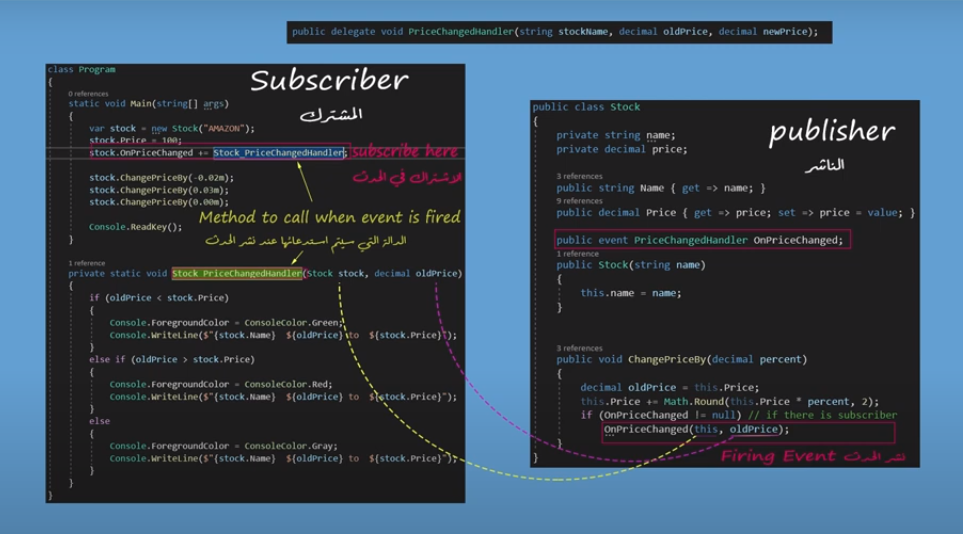 public delegate void PriceChangedHandler(string stockName, decimal oldPrice, decimal newPrice);
class Program
{
0 references
static void Main(string[] args)
{
var stock = new Stock("AMAZON");
stock.Price = 100;
stock.OnPriceChanged += Stock_PriceChangedHandler;
stock.ChangePriceBy(-0.02m);
stock.ChangePriceBy(0.03m);
stock.ChangePriceBy(0.00m);
Console.ReadKey();
}
1 reference
private static void Stock_PriceChangedHandler(Stock stock, decimal oldPrice)
{
if (oldPrice < stock.Price)
{
Console.ForegroundColor = ConsoleColor.Green;
Console.WriteLine($"{stock.Name} ${oldPrice} to ${stock.Price}");
}
else if (oldPrice > stock.Price)
{
Console.ForegroundColor = ConsoleColor.Red;
Console.WriteLine($"{stock.Name} ${oldPrice} to ${stock.Price}");
}
else
{
Console.ForegroundColor = ConsoleColor.Gray;
Console.WriteLine($"{stock.Name} ${oldPrice} to ${stock.Price}");
}
}
}
Subscriber
المشترك
subscribe here
الاشتراك في الحدث
Method to call when event is fired
الدالة التي سيتم استدعائها عند نشر الحدث
public class Stock
{
private string name;
private decimal price;
3 references
public string Name { get => name; }
9 references
public decimal Price { get => price; set => price = value; }
public event PriceChangedHandler OnPriceChanged;
1 reference
public Stock(string name)
{
this.name = name;
}
3 references
public void ChangePriceBy(decimal percent)
{
decimal oldPrice = this.Price;
this.Price += Math.Round(this.Price * percent, 2);
if (OnPriceChanged != null) // if there is subscriber
OnPriceChanged(this, oldPrice);
}
}
publisher
الناشر
Firing Event نشر الحدث